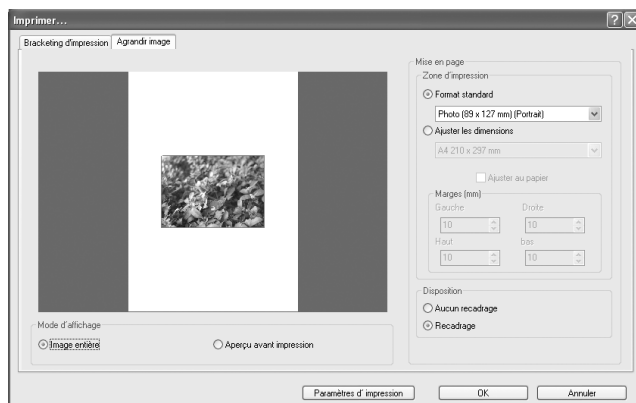 Imprimer...
Bracketing d'impression
Agrandir image
Mise en page
Zone d'impression
Format standard
Photo (89 x 127 mm) (Portrait)
Ajuster les dimensions
A4 210 x 297 mm
Ajuster au papier
Marges (mm)
Gauche Droite
10 10
Haut bas
10 10
Disposition
Aucun recadrage
Recadrage
Mode d'affichage
Image entière
Aperçu avant impression
Paramètres d' impression
OK
Annuler